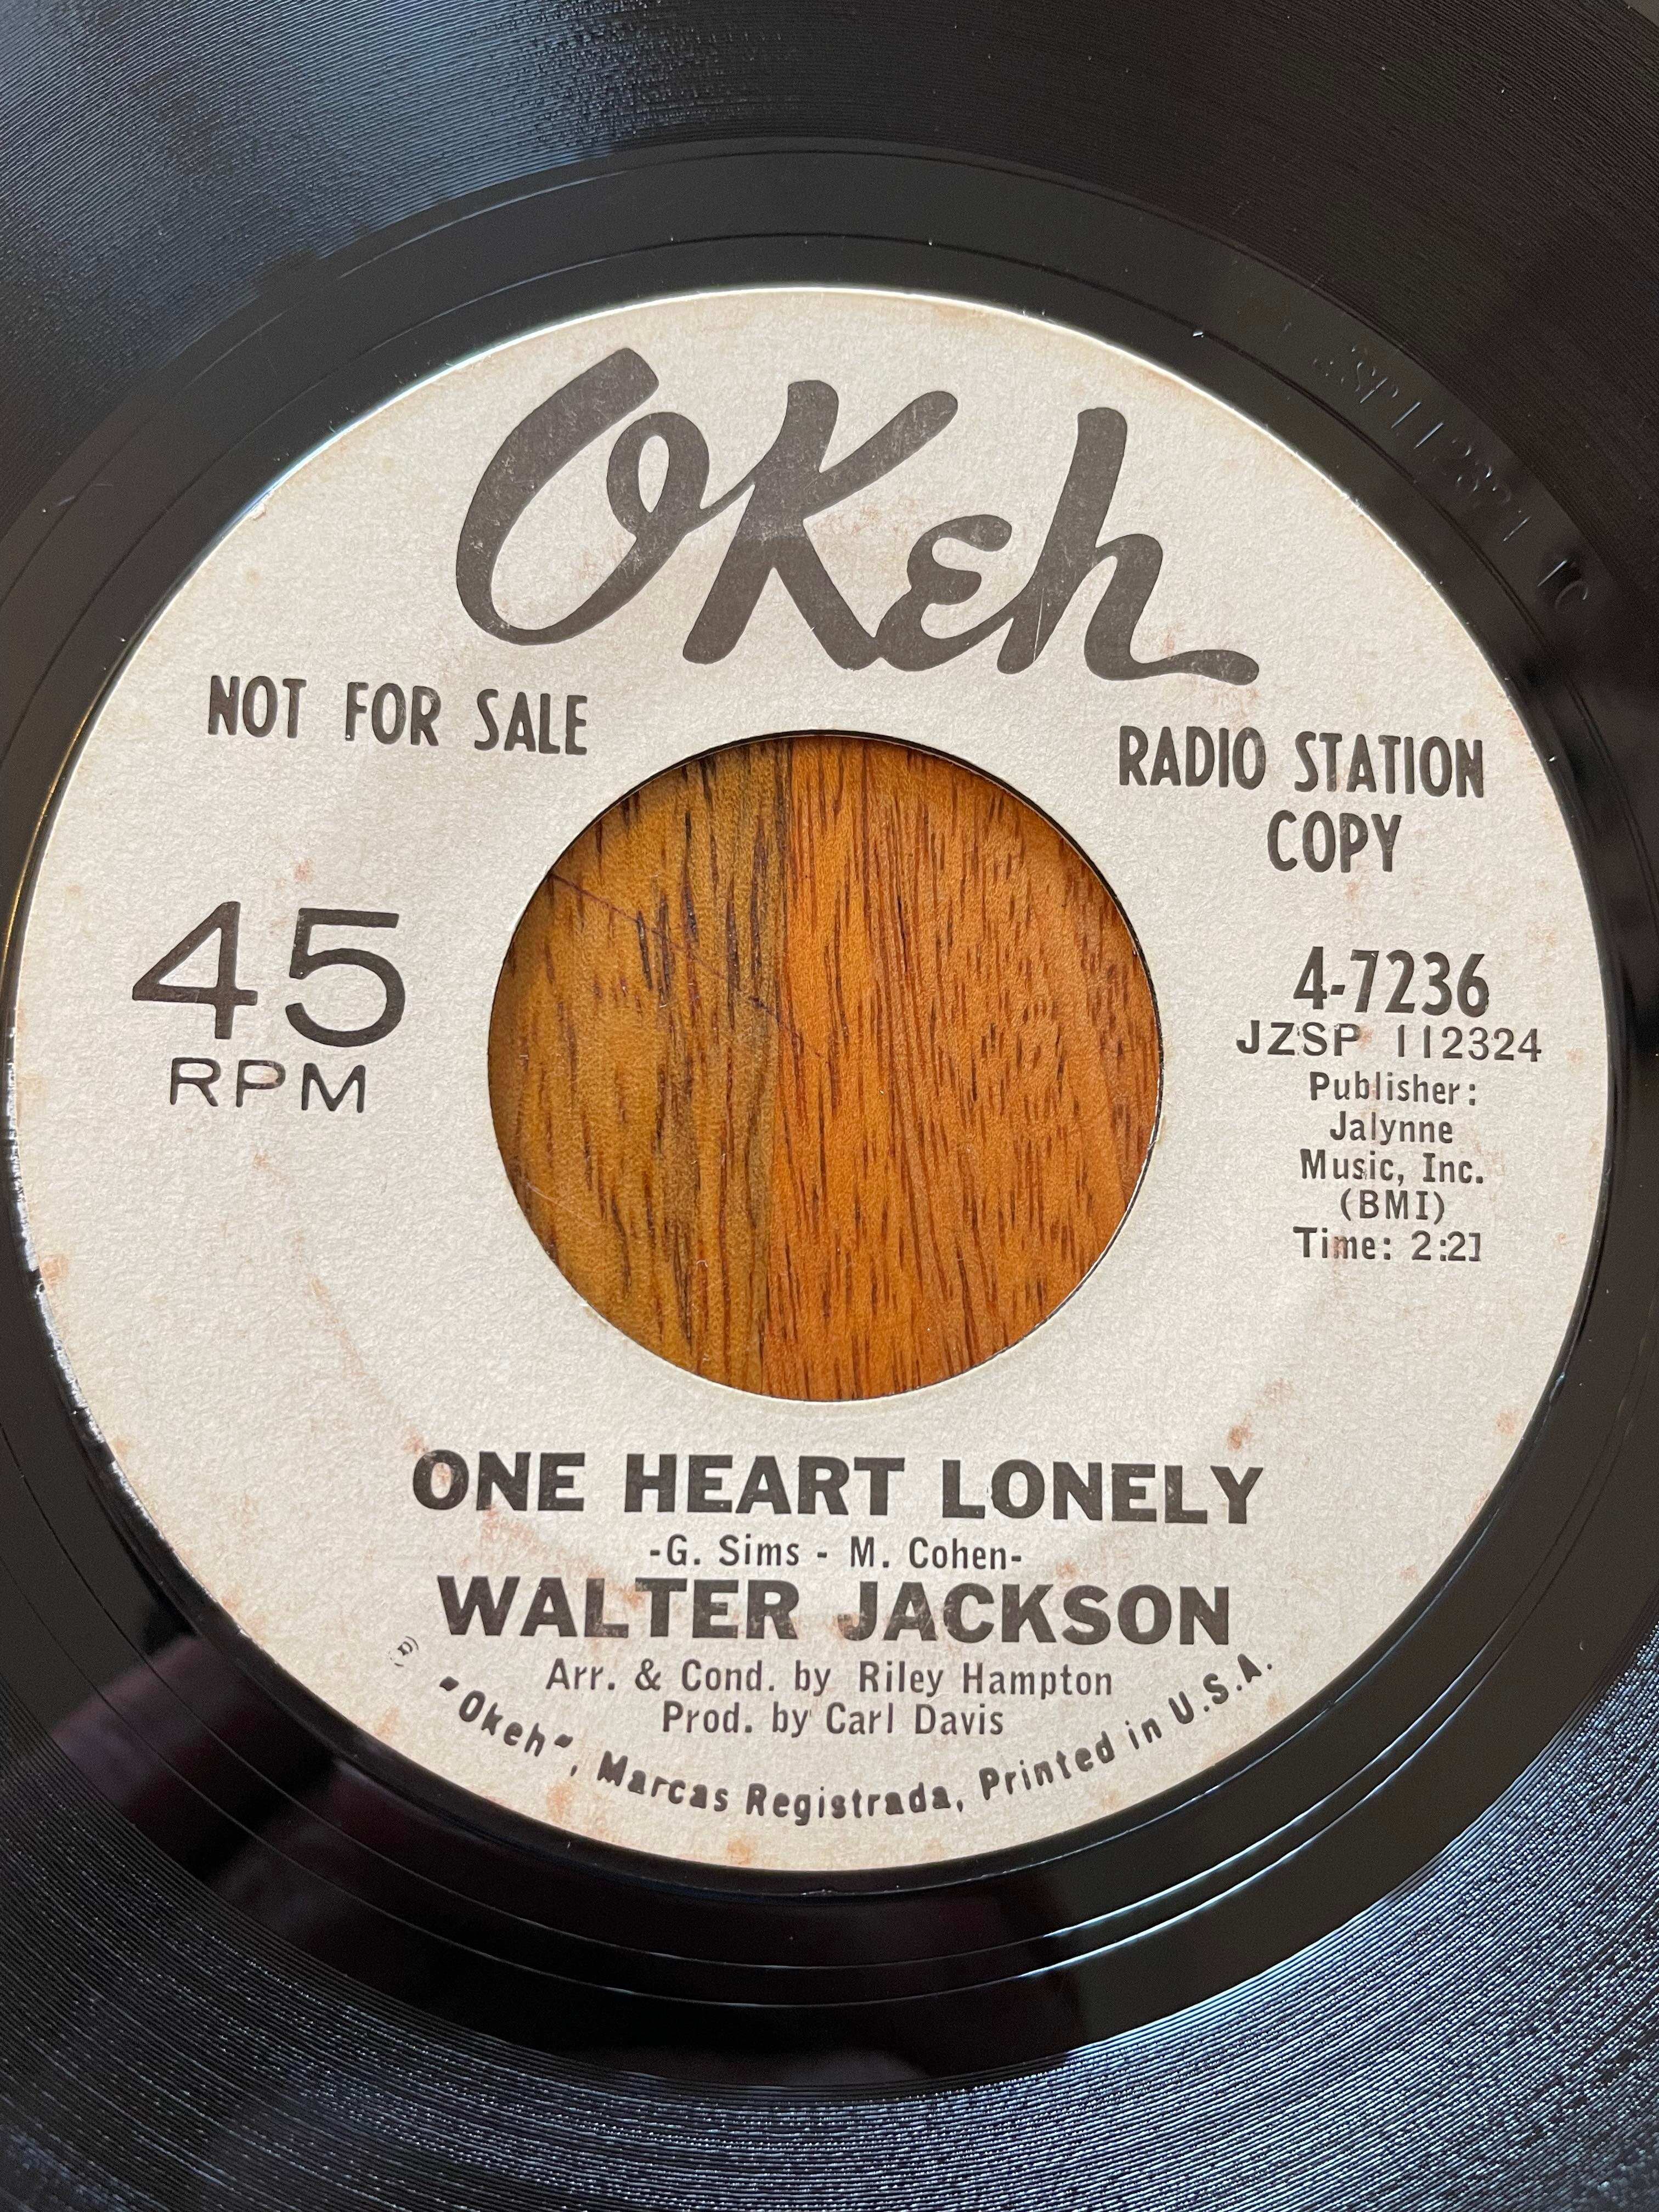 OKeh
NOT FOR SALE
RADIO STATION
COPY
45
RPM
4-7236
JZSP 112324
Publisher:
Jalynne
Music, Inc.
(BMI)
Time: 2:21
ONE HEART LONELY
-G. Sims - M. Cohen-
WALTER JACKSON
Arr. & Cond. by Riley Hampton
Prod. by Carl Davis
"Okeh", Marcas Registrada, Printed in U.S.A.